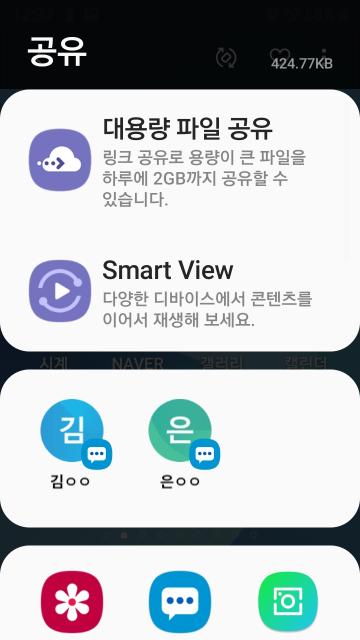 공유
424.77KB
대용량 파일 공유
링크 공유로 용량이 큰 파일을
하루에 2GB까지 공유할 수
있습니다.
Smart View
다양한 디바이스에서 콘텐츠를
이어서 재생해 보세요.
시계 NAVER 갤러리 캘린더
김 은
김ㅇㅇ 은ㅇㅇ